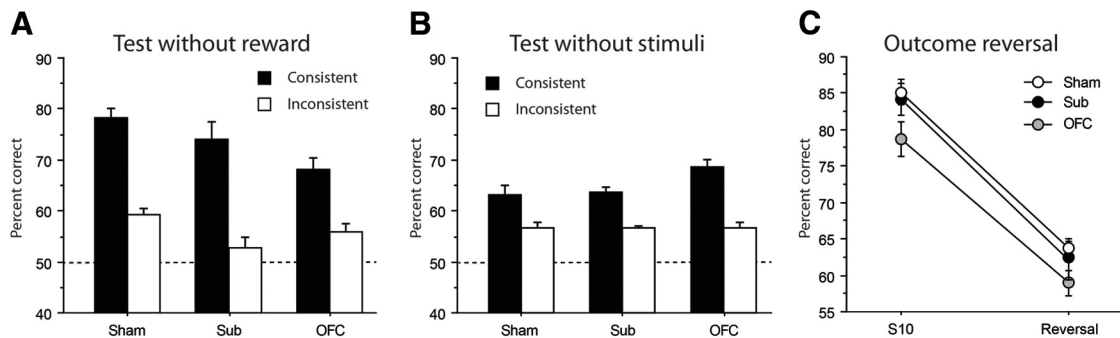 A
Test without reward
Percent correct
90
80
70
60
50
40
Consistent
Inconsistent
Sham
Sub
OFC
B
Test without stimuli
Percent correct
90
80
70
60
50
40
Consistent
Inconsistent
Sham
Sub
OFC
C
Outcome reversal
Percent correct
90
85
80
75
70
65
60
55
Sham
Sub
OFC
S10
Reversal